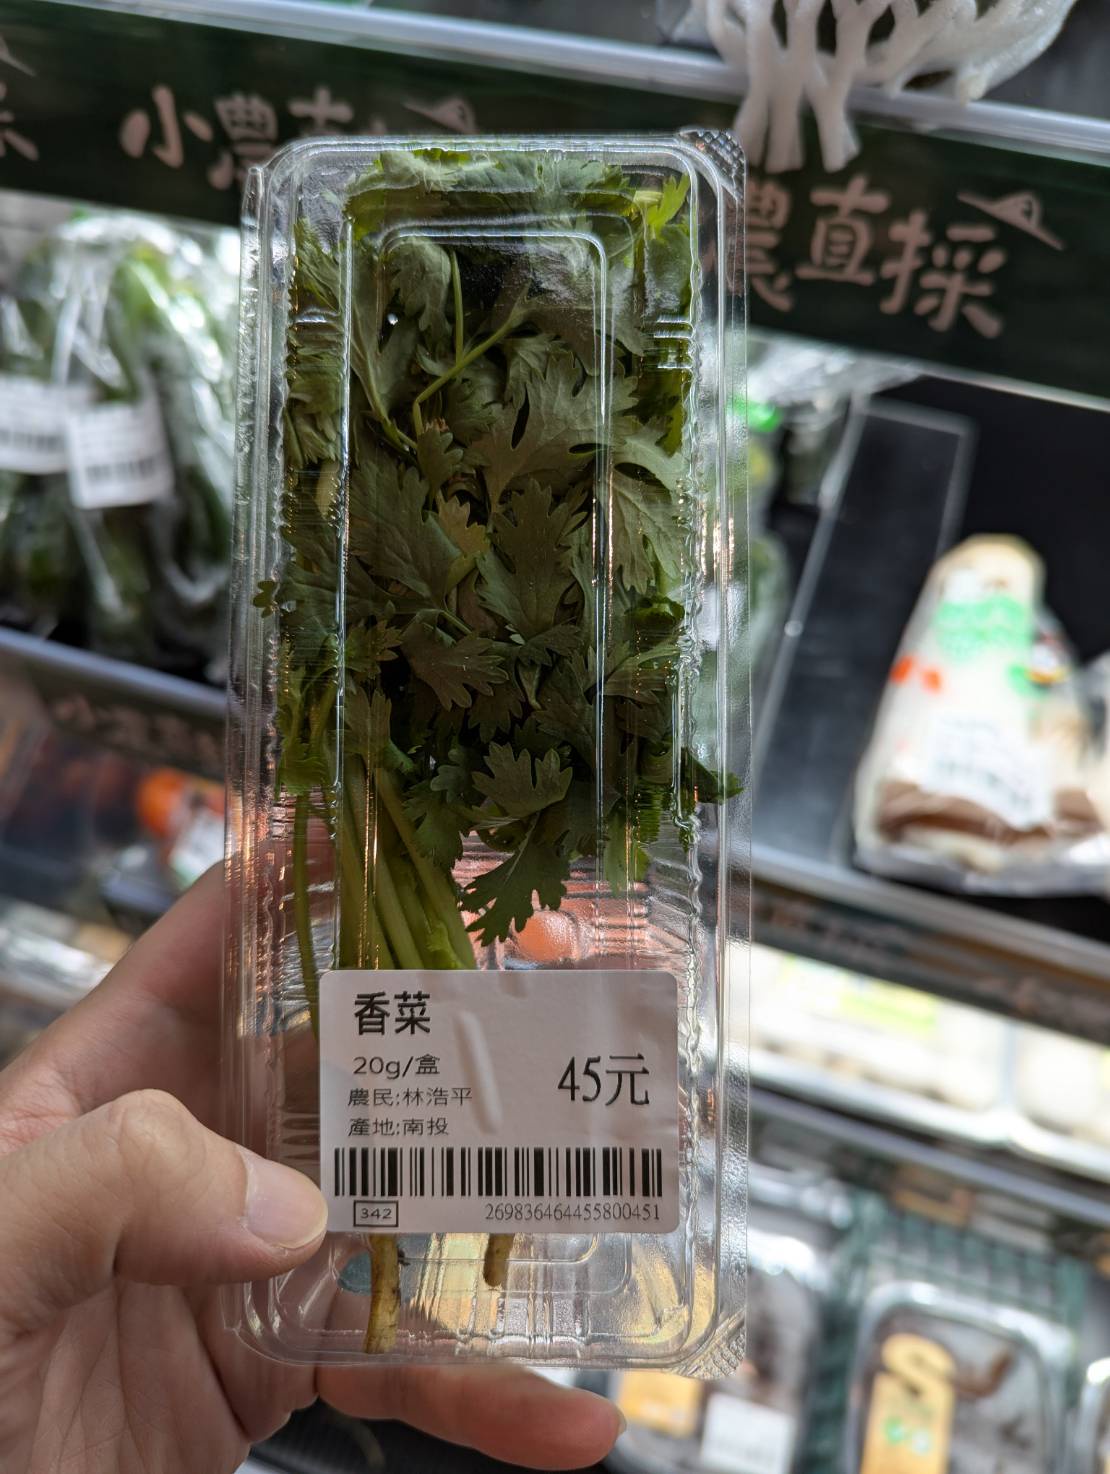 小農直
農直採
香菜
20g/盒
45元
農民:林浩平
產地:南投
342
269836464455800451